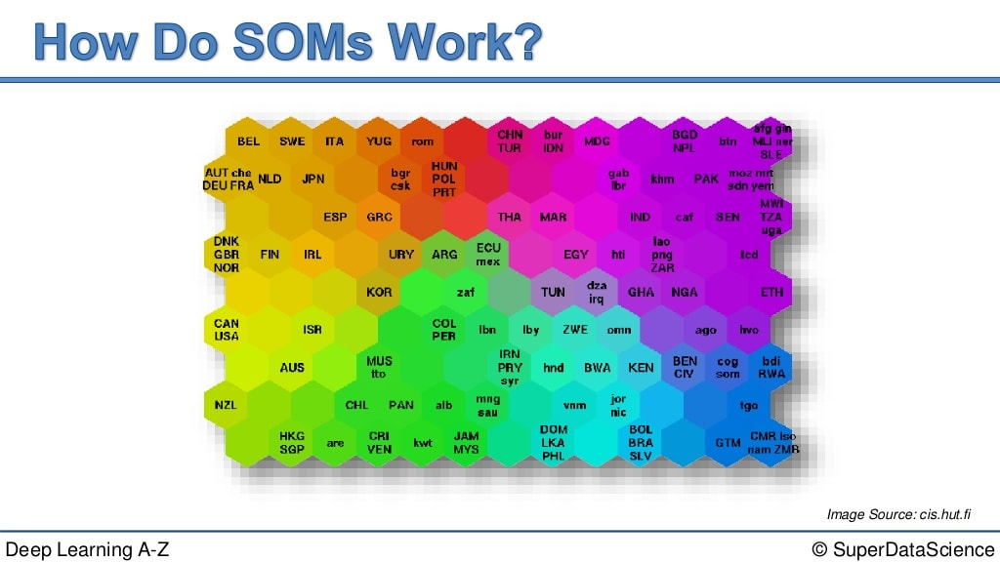 How Do SOMs Work?
BEL SWE ITA YUG rom CHN bur MDG BGD btn afg gin
TUR IDN NPL MLI ner
SLE
AUT che NLD JPN bgr HUN gab khm PAK moz mrt
DEU FRA csk POL lbr sdn yem
PRT
ESP GRC THA MAR IND caf SEN MWI
TZA
uga
DNK FIN IRL URY ARG ECU EGY hti lao tcd
GBR mex png
NOR ZAR
KOR zaf TUN dza GHA NGA ETH
irq
CAN ISR COL lbn lby ZWE omn ago hvo
USA PER
AUS MUS IRN hnd BWA KEN BEN cog bdi
tto PRY CIV som RWA
syr
NZL CHL PAN alb mng vnm jor tgo
sau nic
HKG are CRI kwt JAM DOM BOL GTM CMR lso
SGP VEN MYS LKA BRA nam ZMB
PHL SLV
Image Source: cis.hut.fi
Deep Learning A-Z
© SuperDataScience